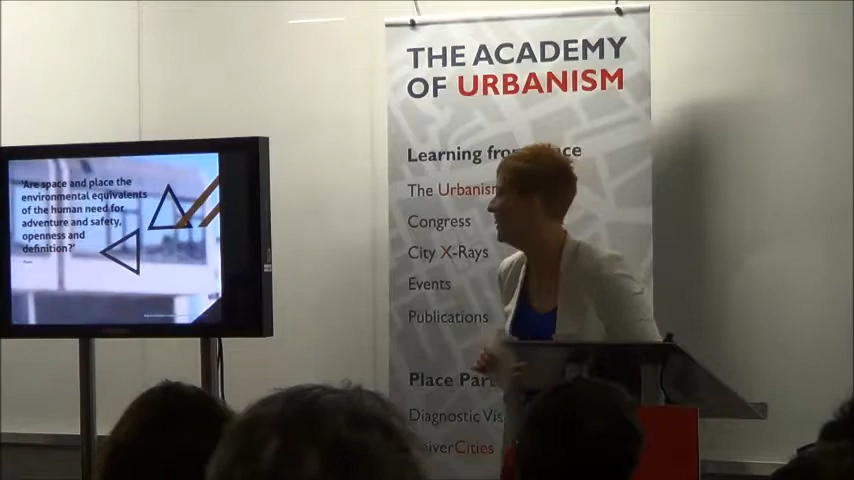 THE ACADEMY
OF URBANISM
Learning from Place
The Urbanism
Congress
City X-Rays
Events
Publications
Place Part
Diagnostic Vis
iverCities
'Are space and place the
environmental equivalents
of the human need for
adventure and safety,
openness and
definition?'